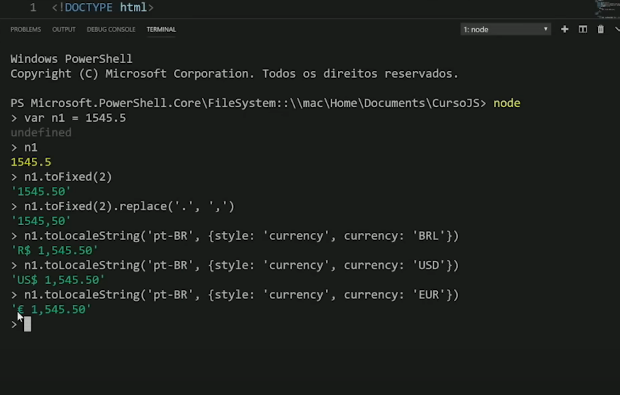 1 <!DOCTYPE html>
PROBLEMS OUTPUT DEBUG CONSOLE TERMINAL 1: node
Windows PowerShell
Copyright (C) Microsoft Corporation. Todos os direitos reservados.
PS Microsoft.PowerShell.Core\FileSystem::\\mac\Home\Documents\CursoJS> node
> var n1 = 1545.5
undefined
> n1
1545.5
> n1.toFixed(2)
'1545.50'
> n1.toFixed(2).replace('.', ',')
'1545,50'
> n1.toLocaleString('pt-BR', {style: 'currency', currency: 'BRL'})
'R$ 1,545.50'
> n1.toLocaleString('pt-BR', {style: 'currency', currency: 'USD'})
'US$ 1,545.50'
> n1.toLocaleString('pt-BR', {style: 'currency', currency: 'EUR'})
'€ 1,545.50'
>